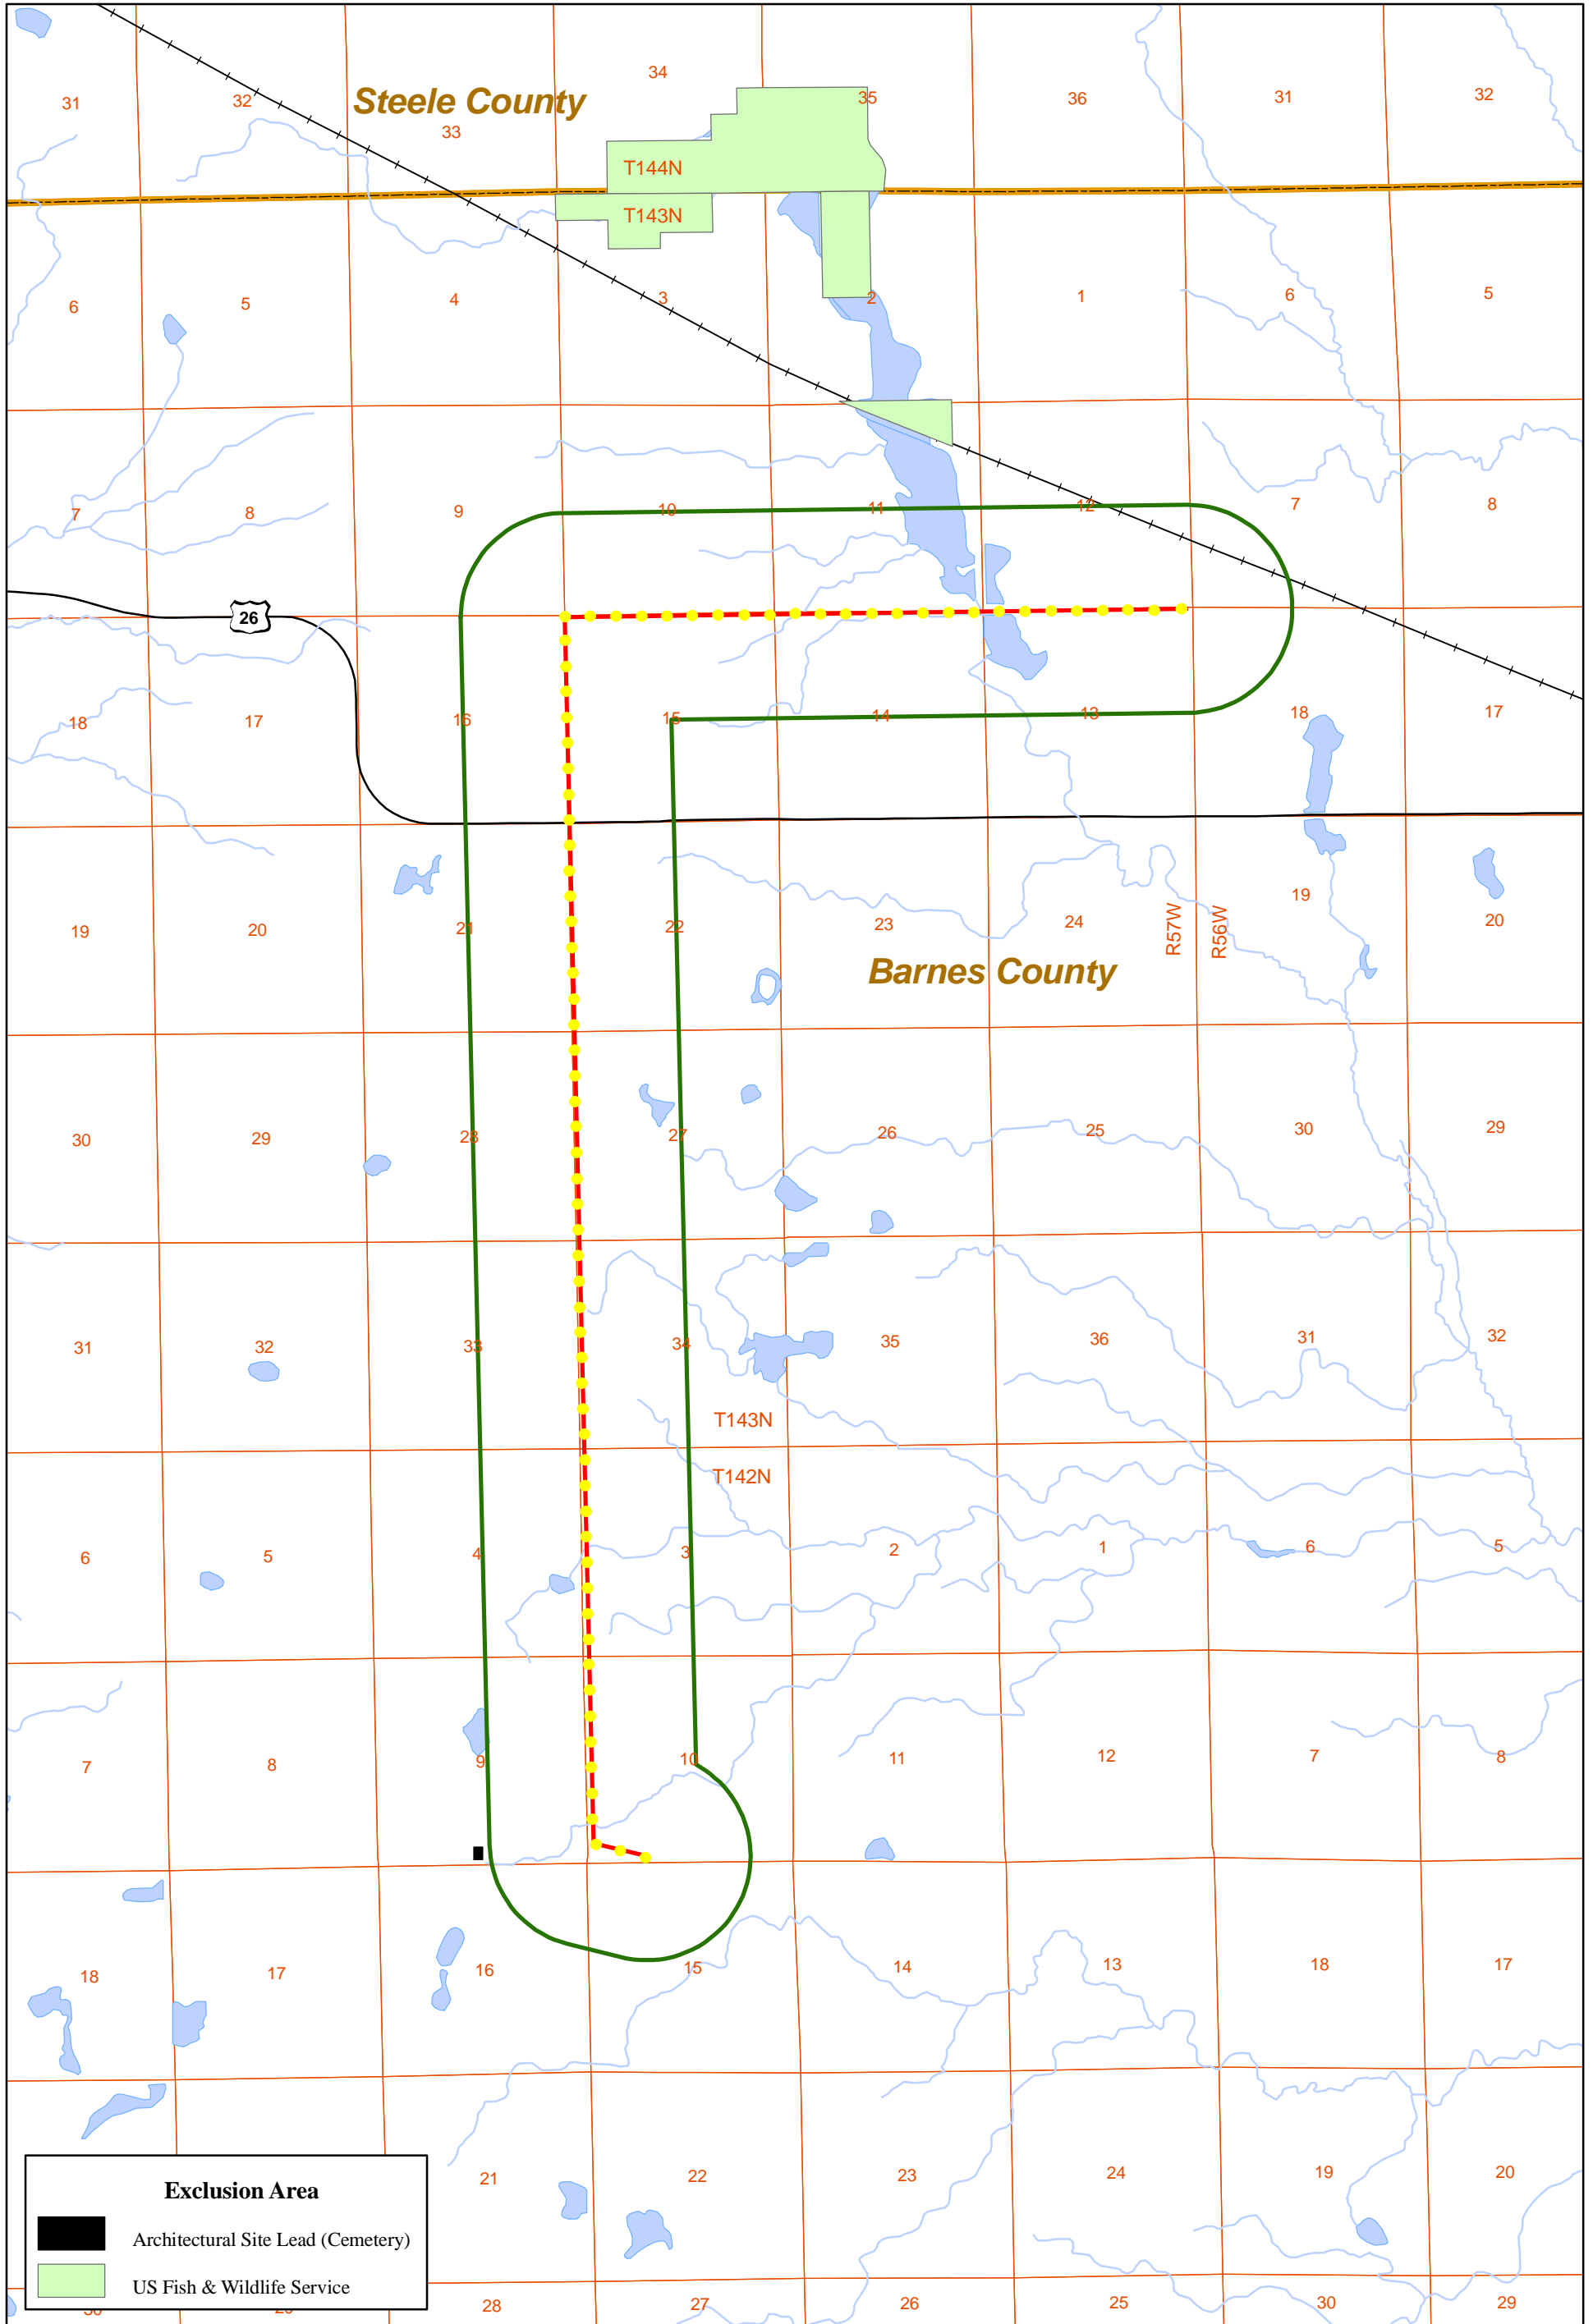 34
31 32 Steele County 35 36 31 32
33
T144N
T143N
6 5 4 3 2 1 6 5
7 8 9 10 11 12 7 8
26
18 17 16 15 14 13 18 17
19 20 21 22 23 24 R57W R56W 19 20
Barnes County
30 29 28 27 26 25 30 29
31 32 33 34 35 36 31 32
T143N
T142N
6 5 4 3 2 1 6 5
7 8 9 10 11 12 7 8
18 17 16 15 14 13 18 17
21 22 23 24 19 20
Exclusion Area
Architectural Site Lead (Cemetery)
US Fish & Wildlife Service
28 27 26 25 30 29